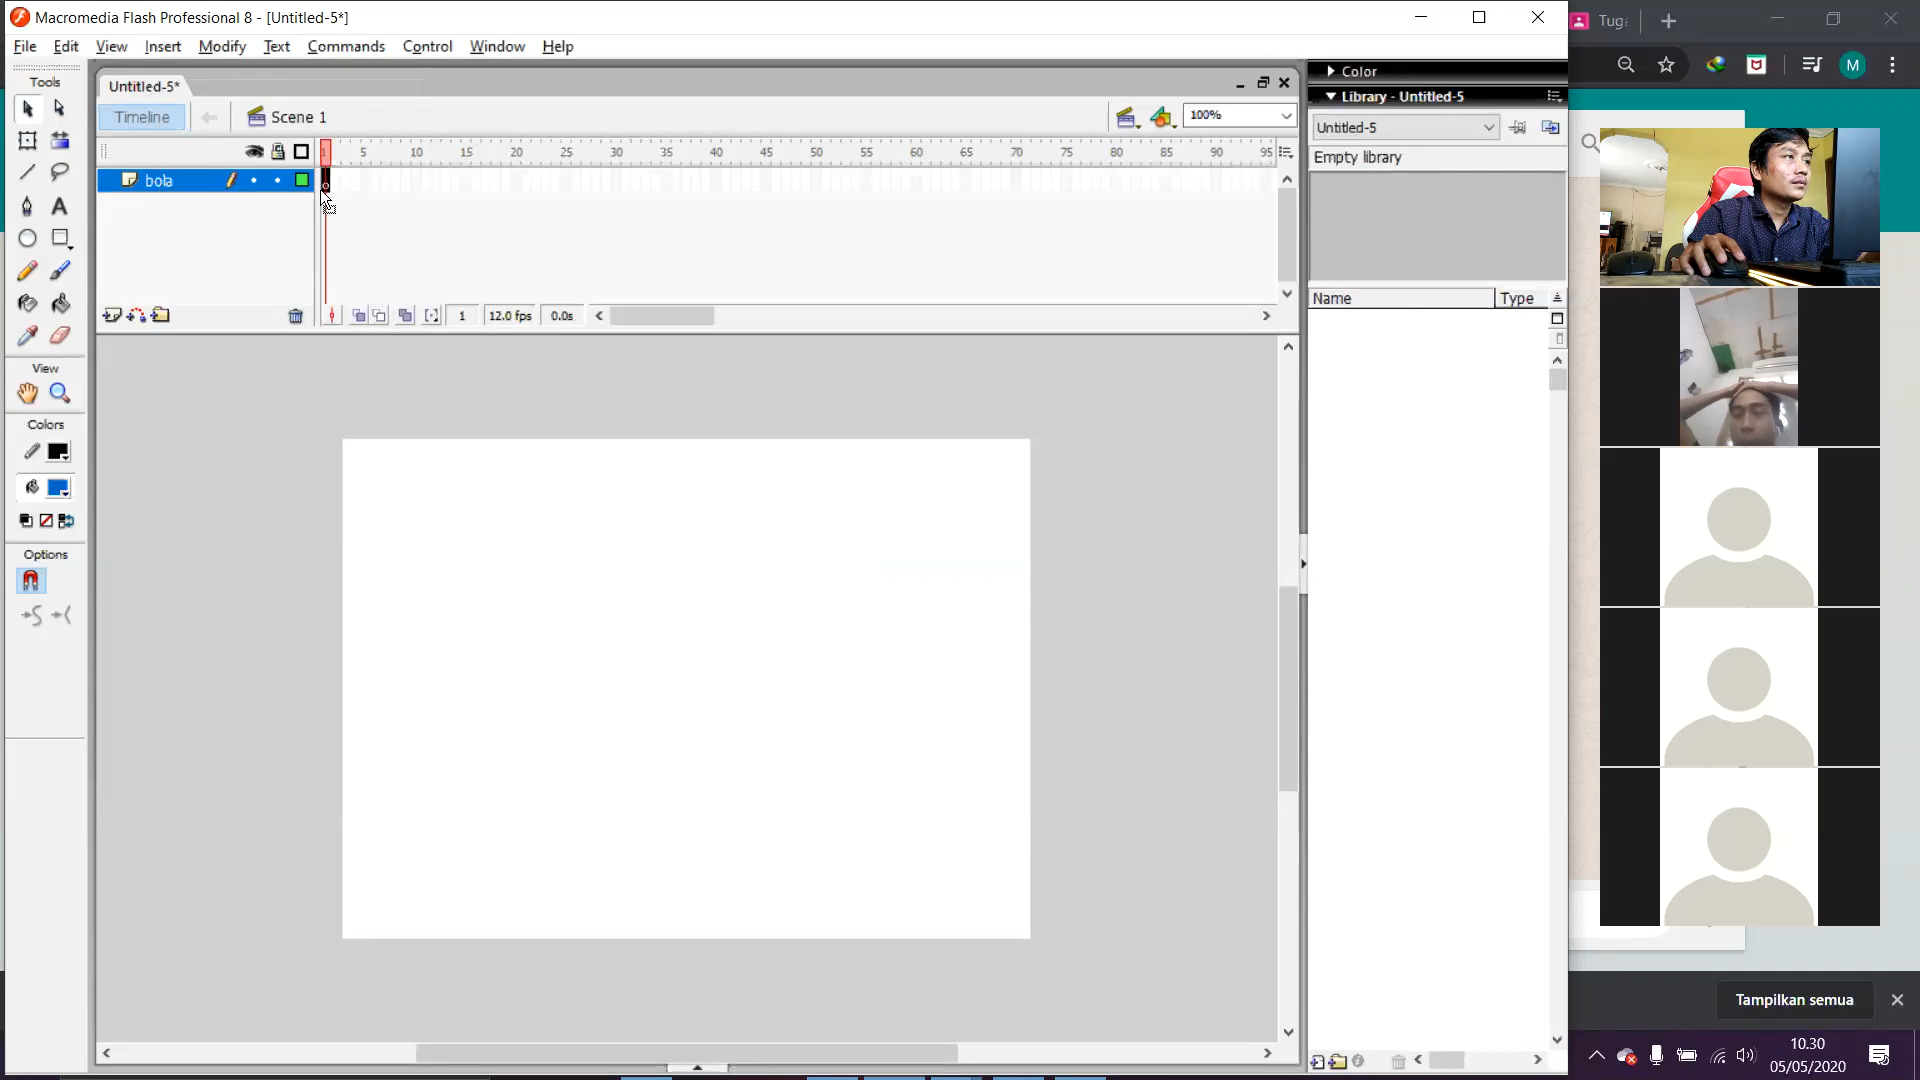 Macromedia Flash Professional 8 - [Untitled-5*]
File Edit View Insert Modify Text Commands Control Window Help
Tools
View
Colors
Options
Untitled-5*
Timeline
Scene 1
100%
1 5 10 15 20 25 30 35 40 45 50 55 60 65 70 75 80 85 90 95
bola
1 12.0 fps 0.0s
Color
Library - Untitled-5
Untitled-5
Empty library
Name Type
M
Tampilkan semua
10.30
05/05/2020